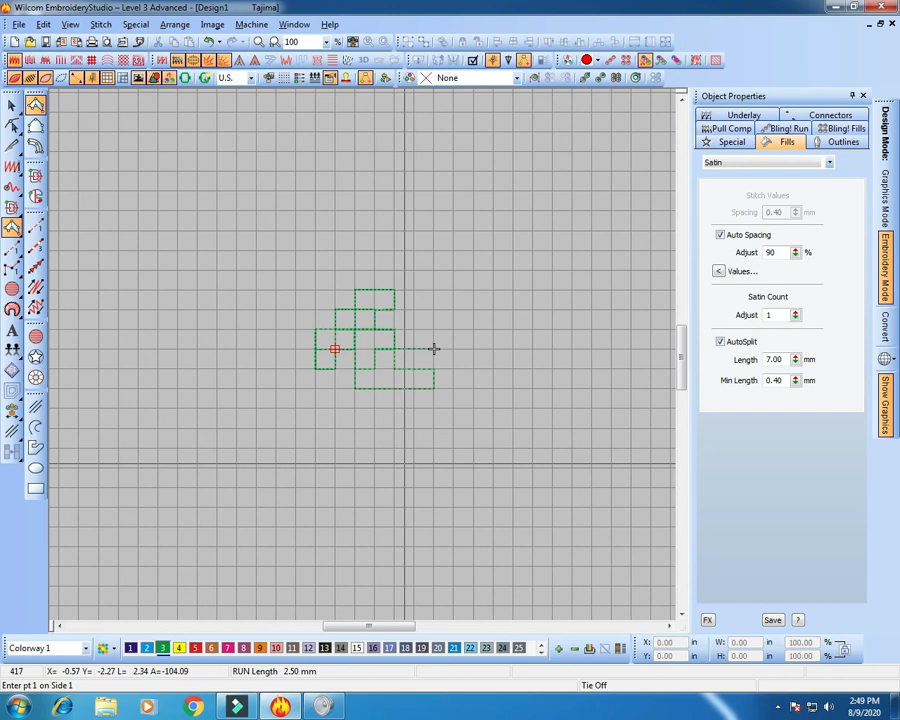 Wilcom EmbroideryStudio – Level 3 Advanced - [Design1 Tajima]
File Edit View Stitch Special Arrange Image Machine Window Help
100 %
3D
U.S. None
Object Properties
Underlay Connectors
Pull Comp Bling! Run Bling! Fills
Special Fills Outlines
Satin
Stitch Values
Spacing 0.40 mm
Auto Spacing
Adjust 90 %
< Values...
Satin Count
Adjust 1
AutoSplit
Length 7.00 mm
Min Length 0.40 mm
FX Save ?
Design Mode: Graphics Mode Embroidery Mode Convert Show Graphics
A
Colorway 1 1 2 3 4 5 6 7 8 9 10 11 12 13 14 15 16 17 18 19 20 21 22 23 24 25
X: 0.00 in W: 0.00 in 100.00 %
Y: 0.00 in H: 0.00 in 100.00 %
417 X= -0.57 Y= -2.27 L= 2.34 A=-104.09 RUN Length 2.50 mm
Enter pt 1 on Side 1 Tie Off
2:49 PM
8/9/2020